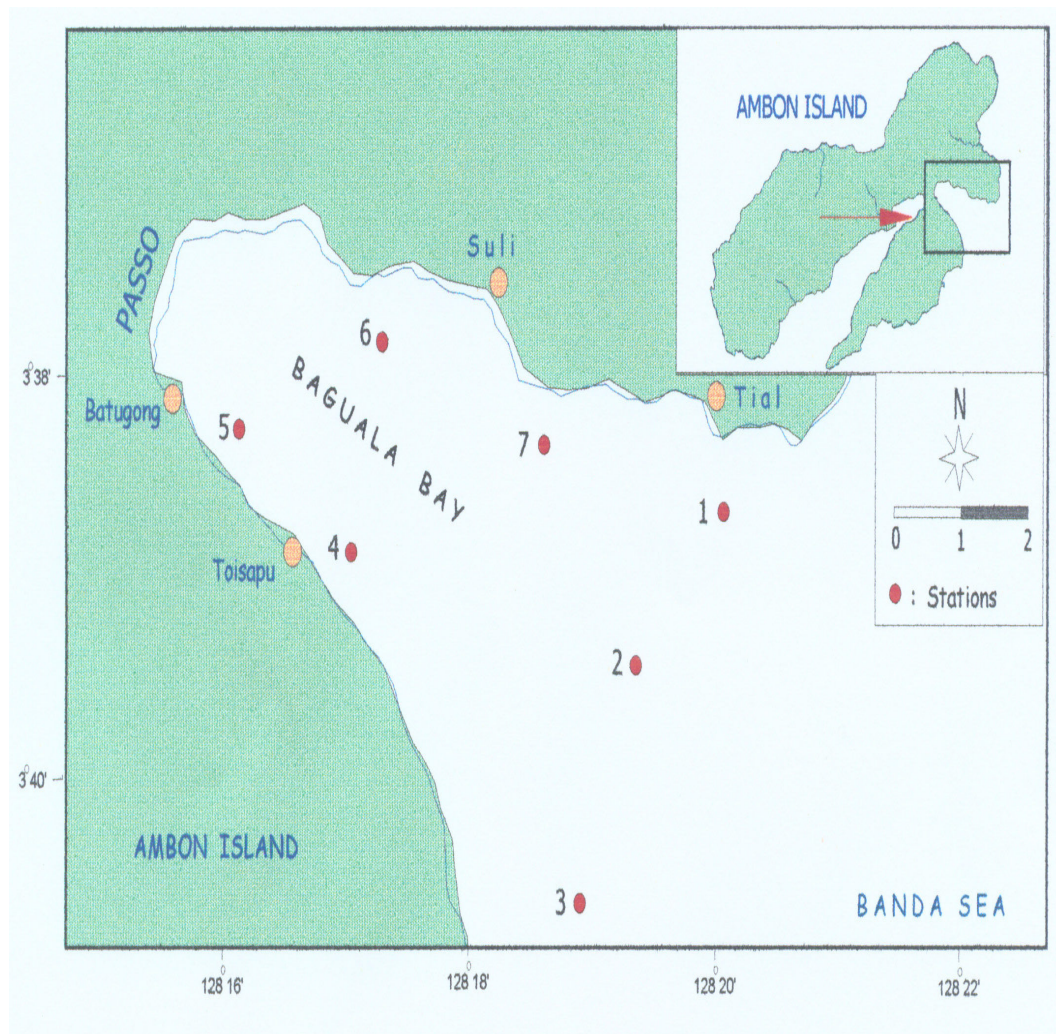 AMBON ISLAND
PASSO
Suli
6
3°38'
BAGUALA BAY
Batugong
Tial
N
5
7
1
0 1 2
4
Toisapu
: Stations
2
3°40'
AMBON ISLAND
3
BANDA SEA
128°16' 128°18' 128°20' 128°22'